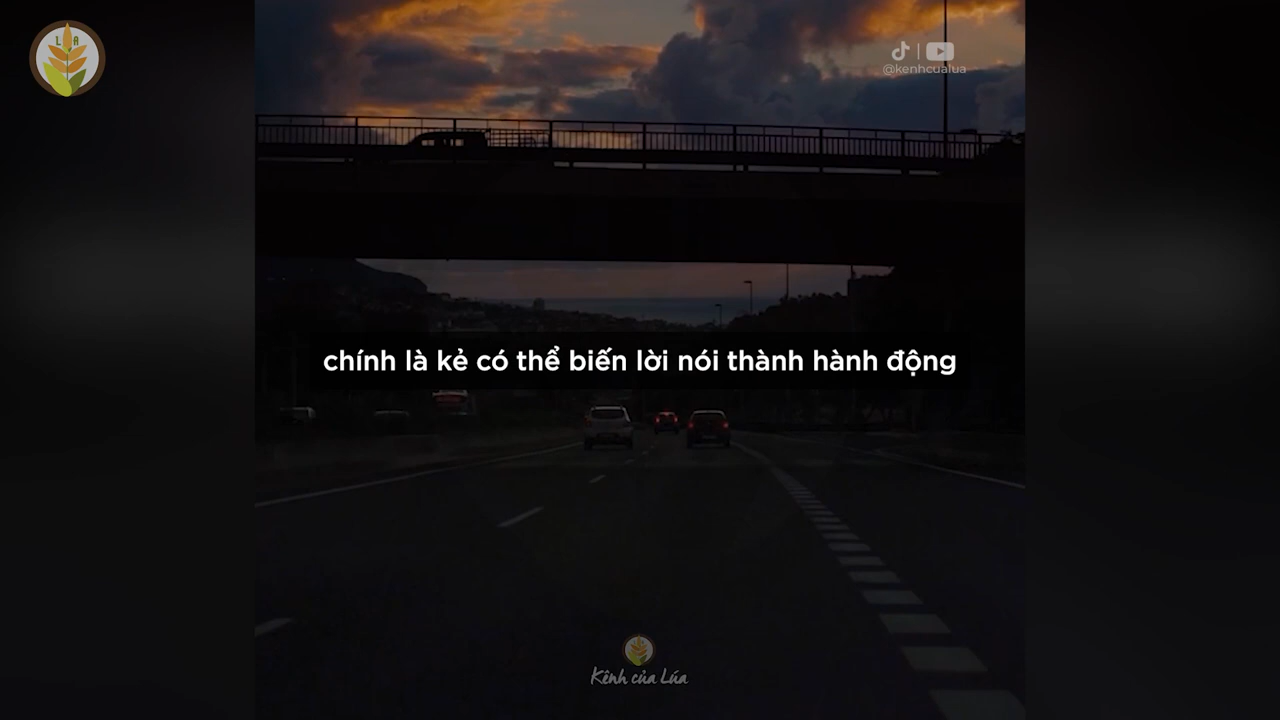 L A
@kenhcualua
chính là kẻ có thể biến lời nói thành hành động
Kênh của Lúa